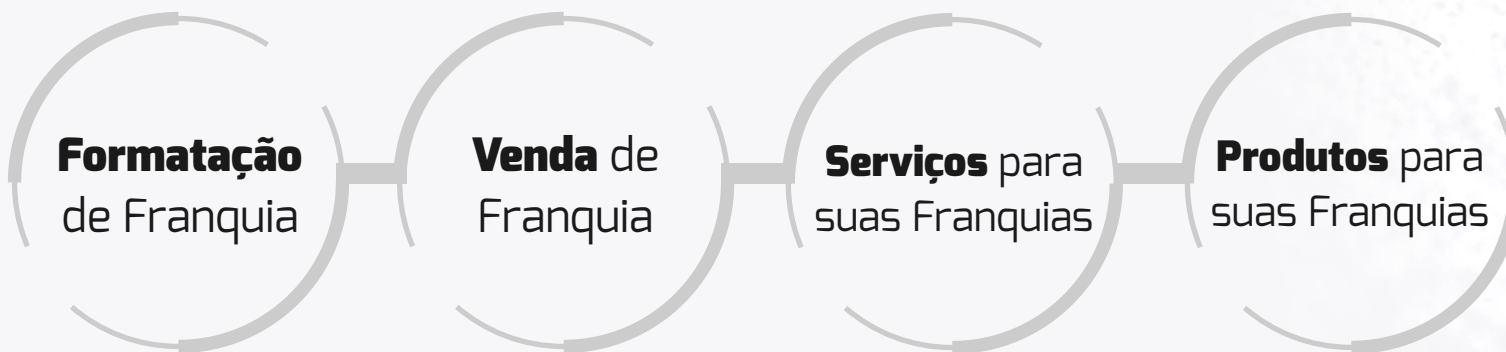 Formatação
de Franquia
Venda de
Franquia
Serviços para
suas Franquias
Produtos para
suas Franquias